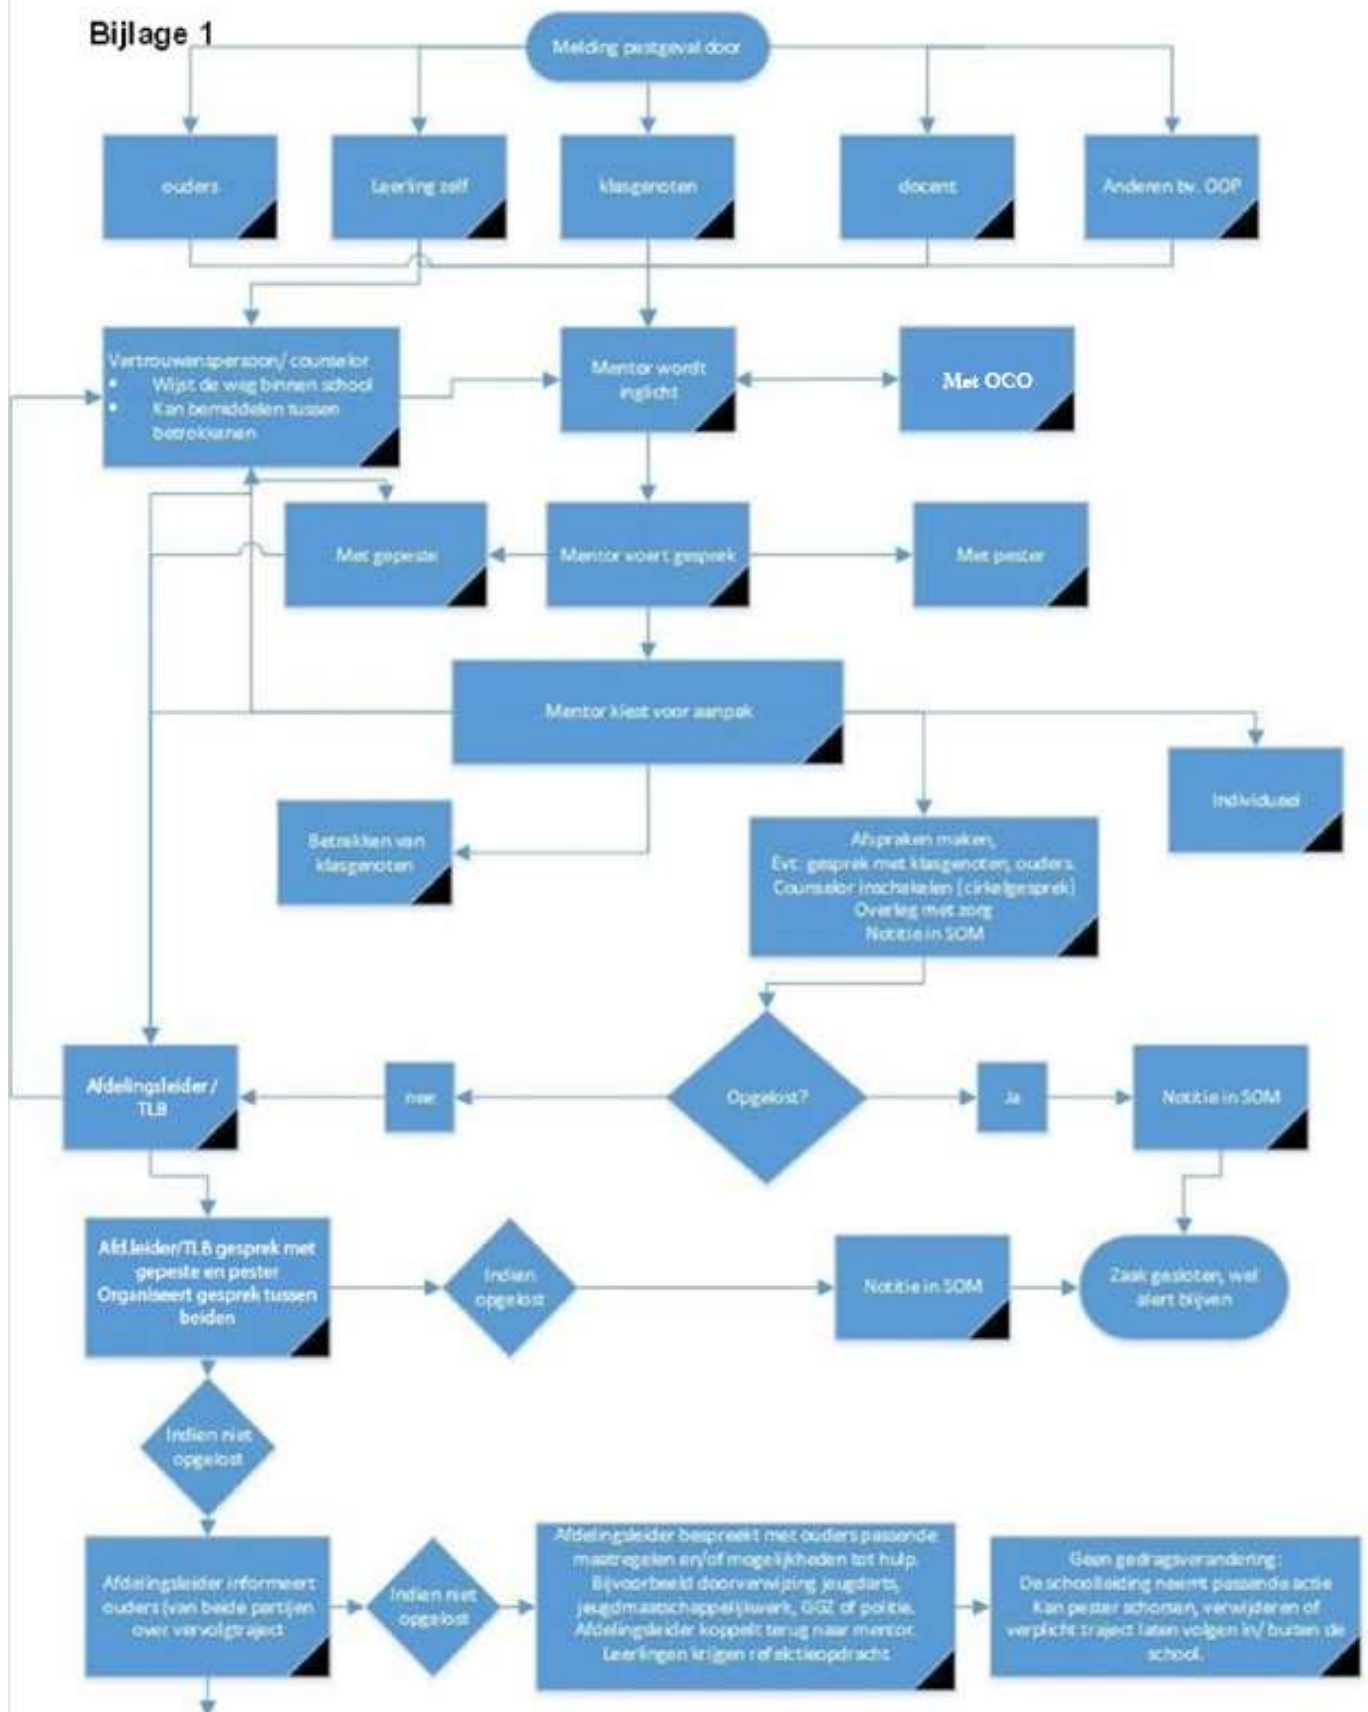 Bijlage 1
Melding pestgeval door
ouders
Leerling zelf
klasgenoten
docent
Anderen bv. OOP
Vertrouwenspersoon/ counselor
• Wijst de weg binnen school
• Kan bemiddelen tussen
betrokkenen
Mentor wordt
inglicht
Met OCO
Met gepeste
Mentor voert gesprek
Met pester
Mentor kiest voor aanpak
Individueel
Betrekken van
klasgenoten
Afspraken maken,
Evt. gesprek met klasgenoten, ouders.
Counselor inschakelen (cirkelgesprek)
Overleg met zorg
Notitie in SOM
Afdelingsleider /
TLB
nee
Opgelost?
Ja
Notitie in SOM
Afd.leider/TLB gesprek met
gepeste en pester
Organiseert gesprek tussen
beiden
Indien
opgelost
Notitie in SOM
Zaak gesloten, wel
alert blijven
Indien niet
opgelost
Afdelingsleider informeert
ouders (van beide partijen
over vervolgtraject
Indien niet
opgelost
Afdelingsleider bespreekt met ouders passende
maatregelen en/of mogelijkheden tot hulp.
Bijvoorbeeld doorverwijzing jeugdarts,
jeugdmaatschappelijkwerk, GGZ of politie.
Afdelingsleider koppelt terug naar mentor.
Leerlingen krijgen reflektieopdracht
Geen gedragsverandering:
De schoolleiding neemt passende actie
Kan pester schorsen, verwijderen of
verplicht traject laten volgen in/ buiten de
school.